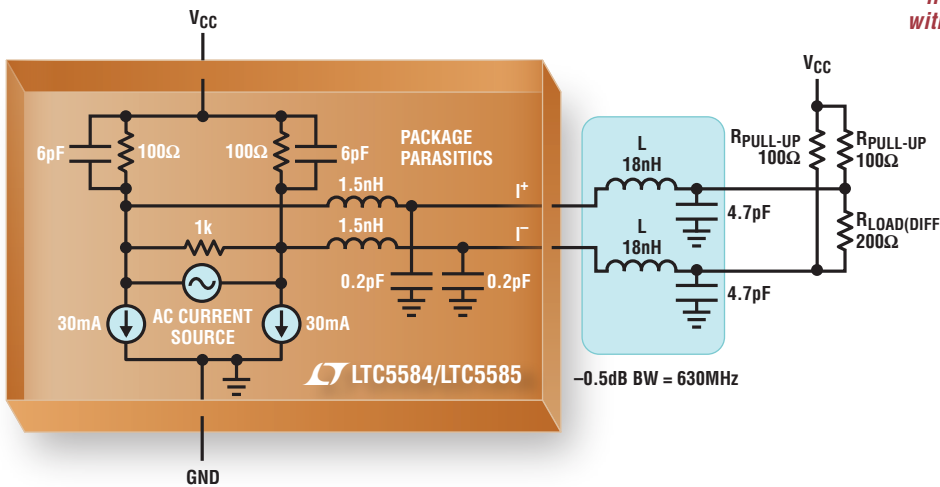 with
VCC
VCC
6pF
100Ω
100Ω
6pF
PACKAGE
PARASITICS
1.5nH
I+
1.5nH
I−
1k
0.2pF
0.2pF
30mA
AC CURRENT
SOURCE
30mA
LTC5584/LTC5585
GND
L
18nH
4.7pF
L
18nH
4.7pF
−0.5dB BW = 630MHz
RPULL-UP
100Ω
RPULL-UP
100Ω
RLOAD(DIFF
200Ω